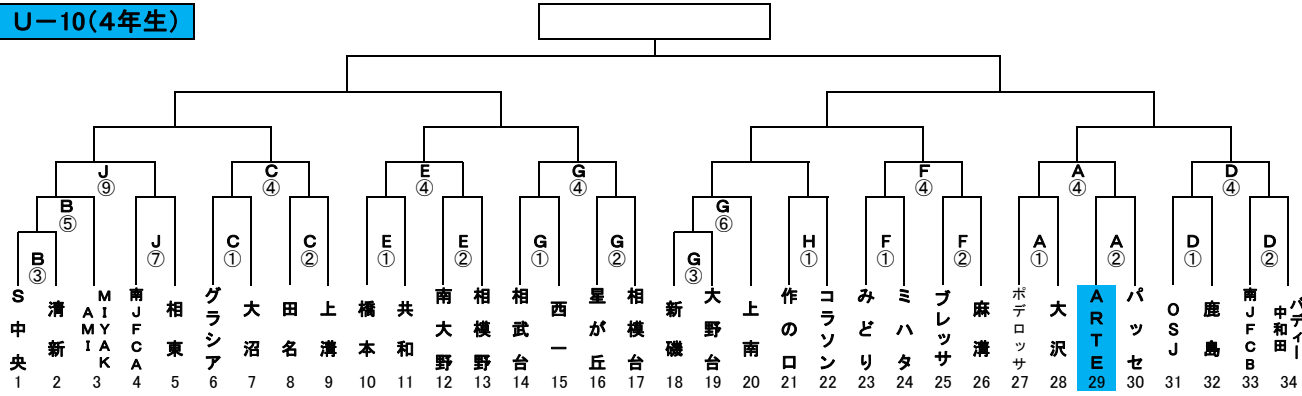 U-10(4年生)
J
⑨
C
④
E
④
G
④
F
④
A
④
D
④
B
⑤
G
⑥
B
③
J
⑦
C
①
C
②
E
①
E
②
G
①
G
②
G
③
H
①
F
①
F
②
A
①
A
②
D
①
D
②
S中央
清新
MIYAK
AMI
南JFCA
相東
グラシア
大沼
田名
上溝
橋本
共和
南大野
相模野
相武台
西一
星が丘
相模台
新磯
大野台
上南
作の口
コラソン
みどり
ミハタ
ブレッサ
麻溝
ポデロッサ
大沢
ARTE
パッセ
OSJ
鹿島
南JFCB
バディー
中和田
1 2 3 4 5 6 7 8 9 10 11 12 13 14 15 16 17 18 19 20 21 22 23 24 25 26 27 28 29 30 31 32 33 34